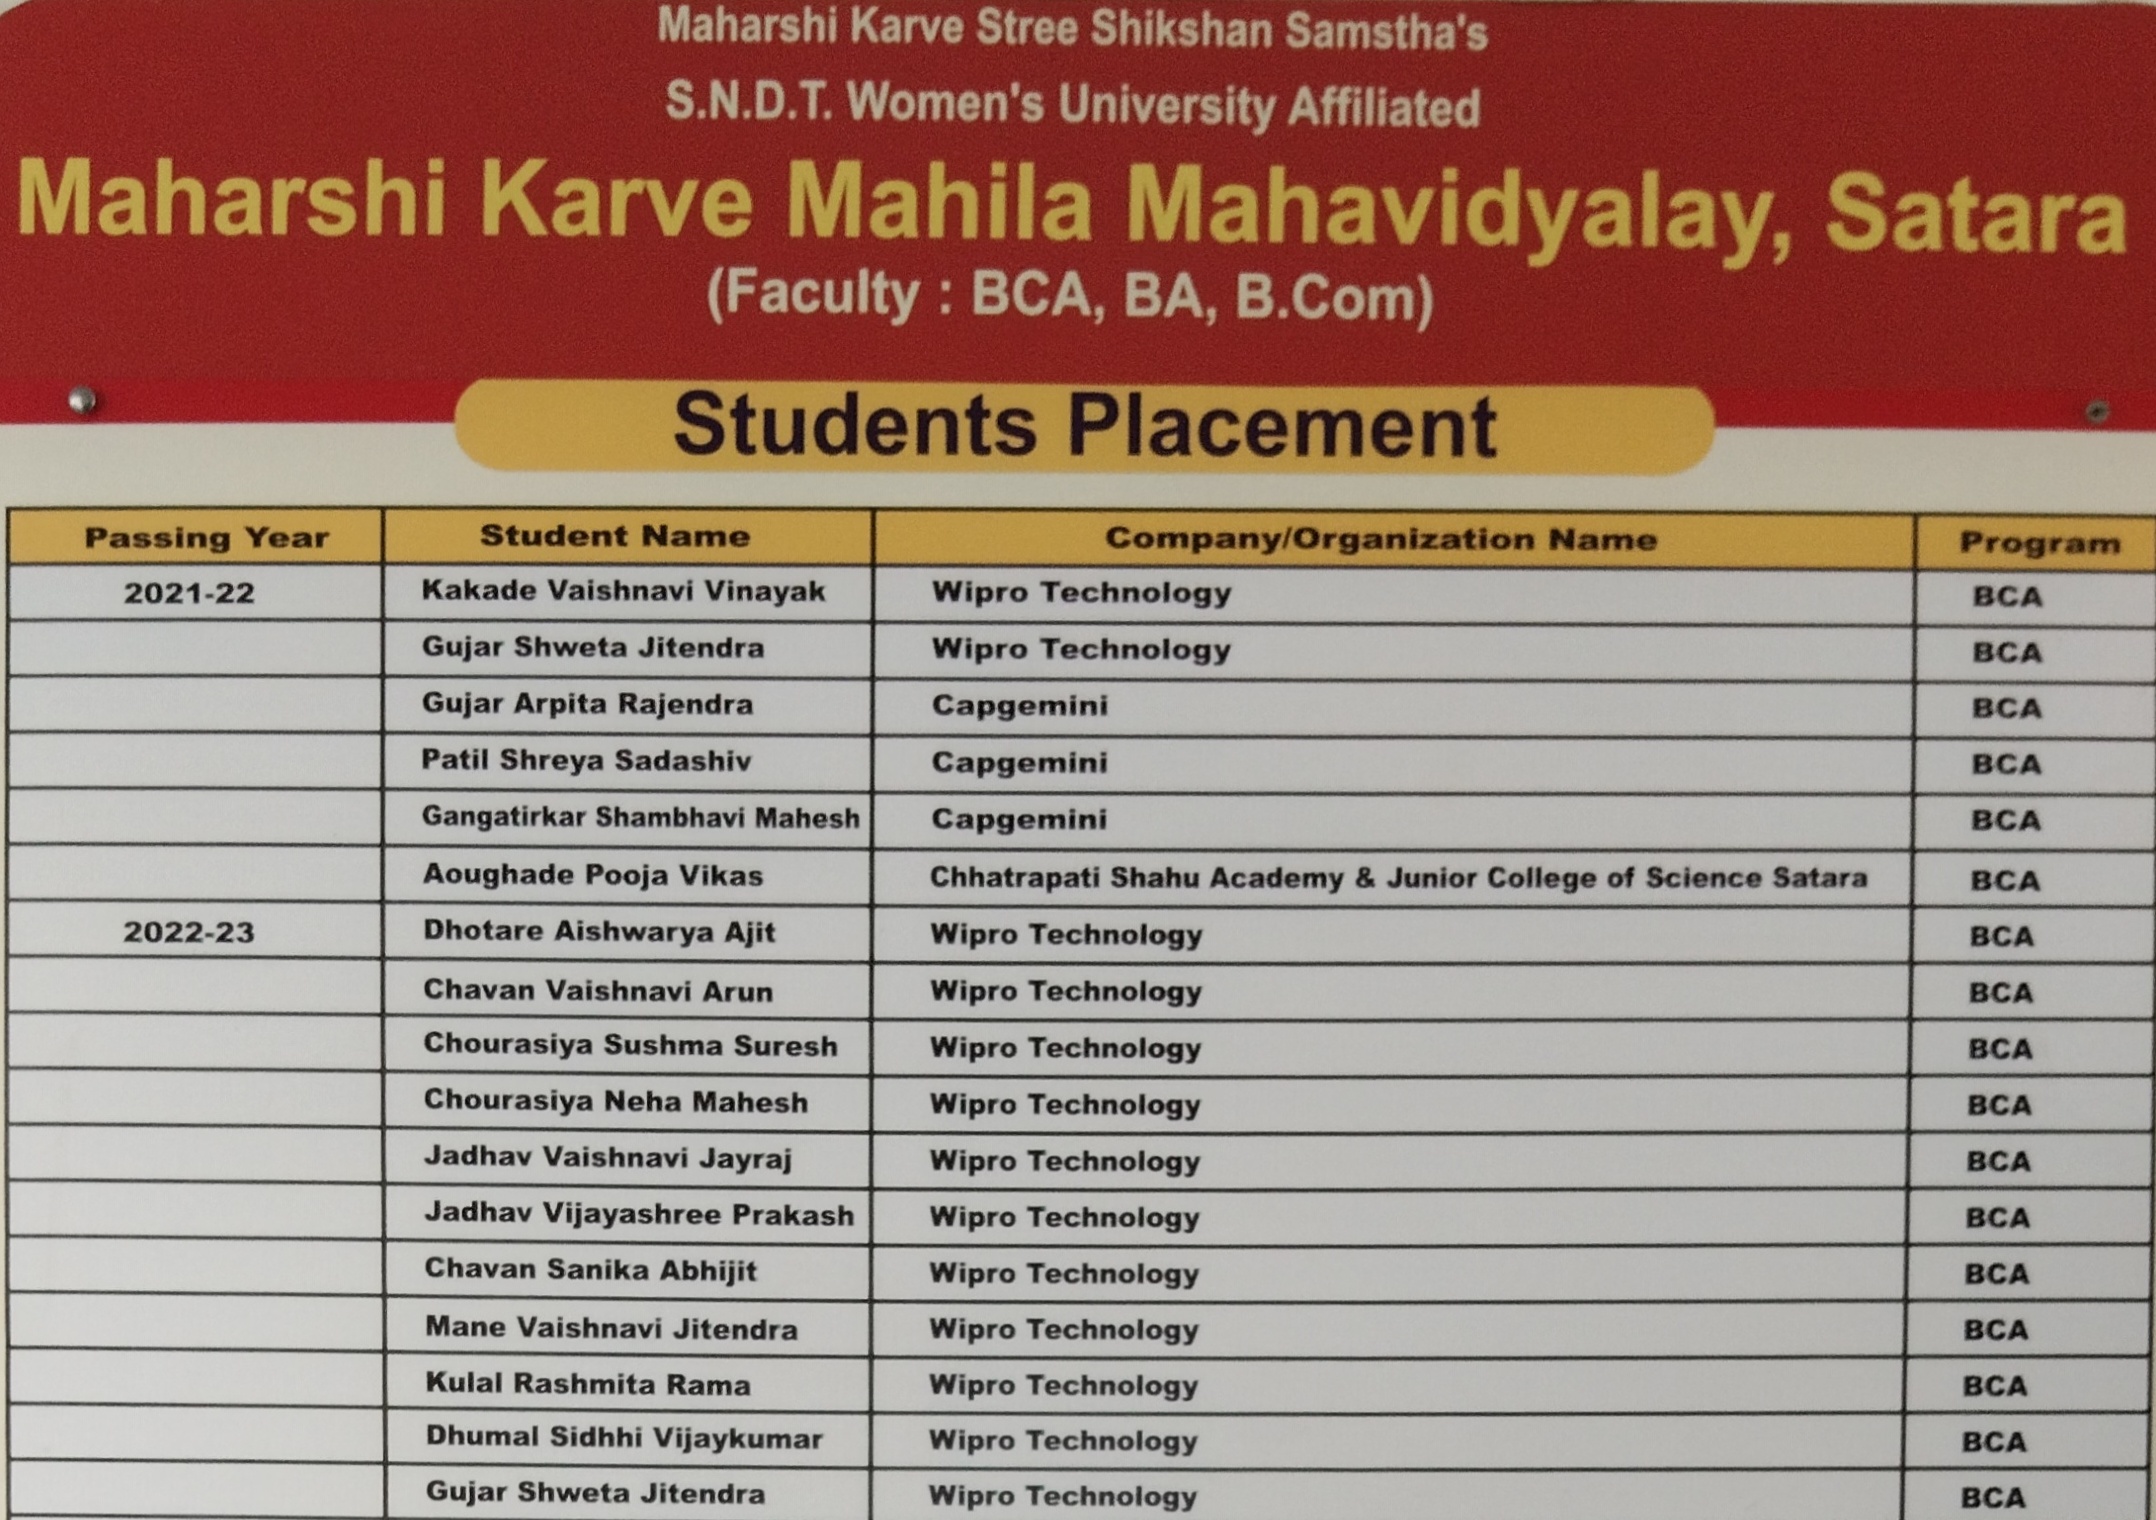 Maharshi Karve Stree Shikshan Samstha's
S.N.D.T. Women's University Affiliated
Maharshi Karve Mahila Mahavidyalay, Satara
(Faculty : BCA, BA, B.Com)
Students Placement
Passing Year Student Name Company/Organization Name Program
2021-22 Kakade Vaishnavi Vinayak Wipro Technology BCA
Gujar Shweta Jitendra Wipro Technology BCA
Gujar Arpita Rajendra Capgemini BCA
Patil Shreya Sadashiv Capgemini BCA
Gangatirkar Shambhavi Mahesh Capgemini BCA
Aoughade Pooja Vikas Chhatrapati Shahu Academy & Junior College of Science Satara BCA
2022-23 Dhotare Aishwarya Ajit Wipro Technology BCA
Chavan Vaishnavi Arun Wipro Technology BCA
Chourasiya Sushma Suresh Wipro Technology BCA
Chourasiya Neha Mahesh Wipro Technology BCA
Jadhav Vaishnavi Jayraj Wipro Technology BCA
Jadhav Vijayashree Prakash Wipro Technology BCA
Chavan Sanika Abhijit Wipro Technology BCA
Mane Vaishnavi Jitendra Wipro Technology BCA
Kulal Rashmita Rama Wipro Technology BCA
Dhumal Sidhhi Vijaykumar Wipro Technology BCA
Gujar Shweta Jitendra Wipro Technology BCA